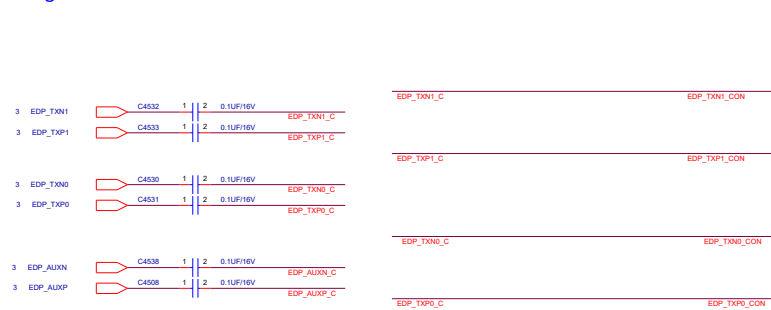 EDP_TXN1_C EDP_TXN1_CON
3 EDP_TXN1 C4532 1 2 0.1UF/16V
EDP_TXN1_C
3 EDP_TXP1 C4533 1 2 0.1UF/16V
EDP_TXP1_C
EDP_TXP1_C EDP_TXP1_CON
3 EDP_TXN0 C4530 1 2 0.1UF/16V
EDP_TXN0_C
3 EDP_TXP0 C4531 1 2 0.1UF/16V
EDP_TXP0_C
EDP_TXN0_C EDP_TXN0_CON
3 EDP_AUXN C4538 1 2 0.1UF/16V
EDP_AUXN_C
3 EDP_AUXP C4508 1 2 0.1UF/16V
EDP_AUXP_C
EDP_TXP0_C EDP_TXP0_CON